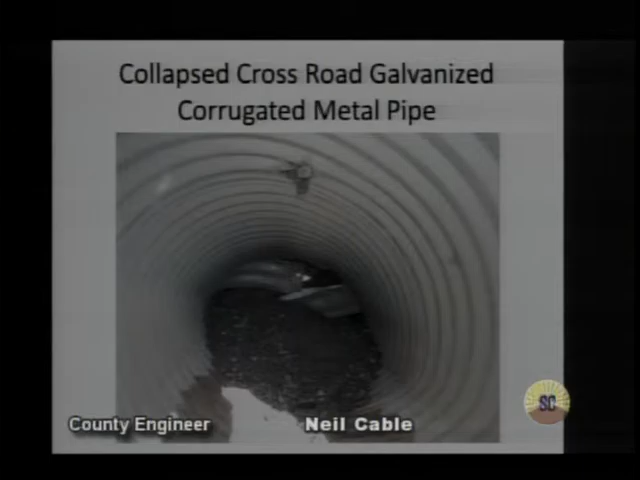 Collapsed Cross Road Galvanized
Corrugated Metal Pipe
County Engineer
Neil Cable
SC